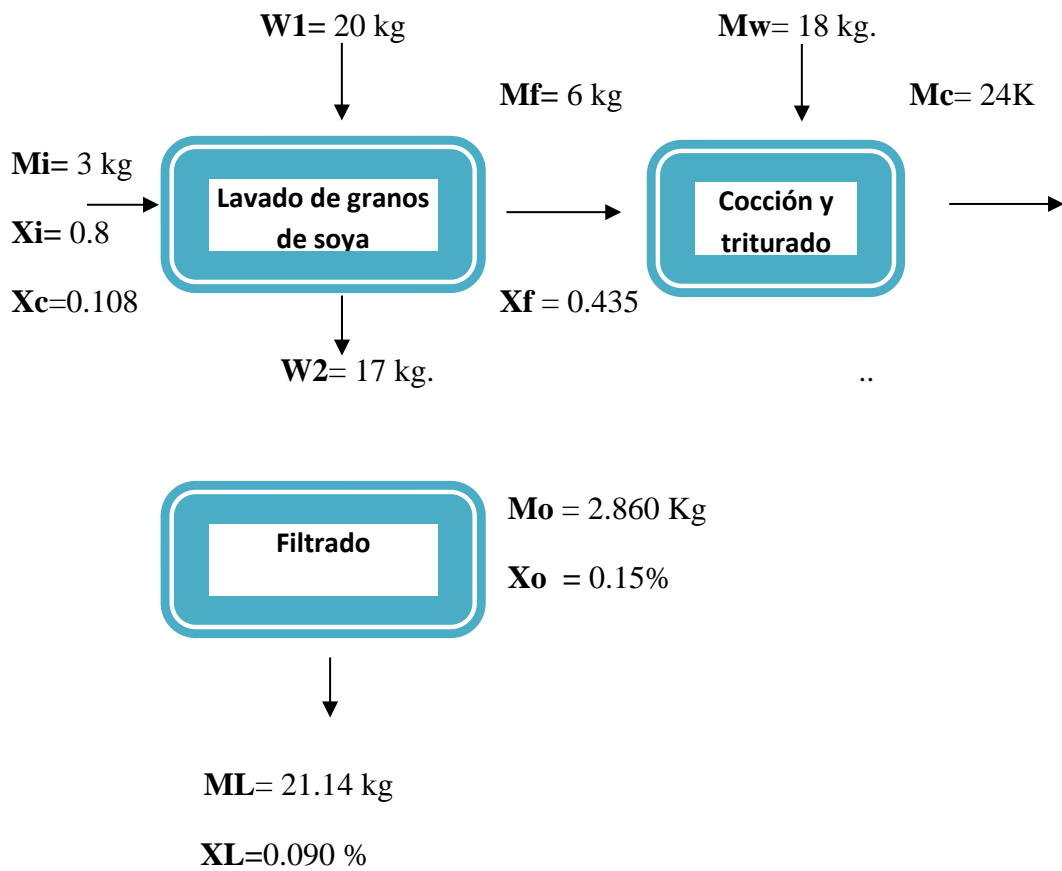 W1= 20 kg
Mw= 18 kg.
Mf= 6 kg
Mc= 24K
Mi= 3 kg
Lavado de granos
de soya
Cocción y
triturado
Xi= 0.8
Xc=0.108
Xf = 0.435
W2= 17 kg.
..
Filtrado
Mo = 2.860 Kg
Xo = 0.15%
ML= 21.14 kg
XL=0.090 %